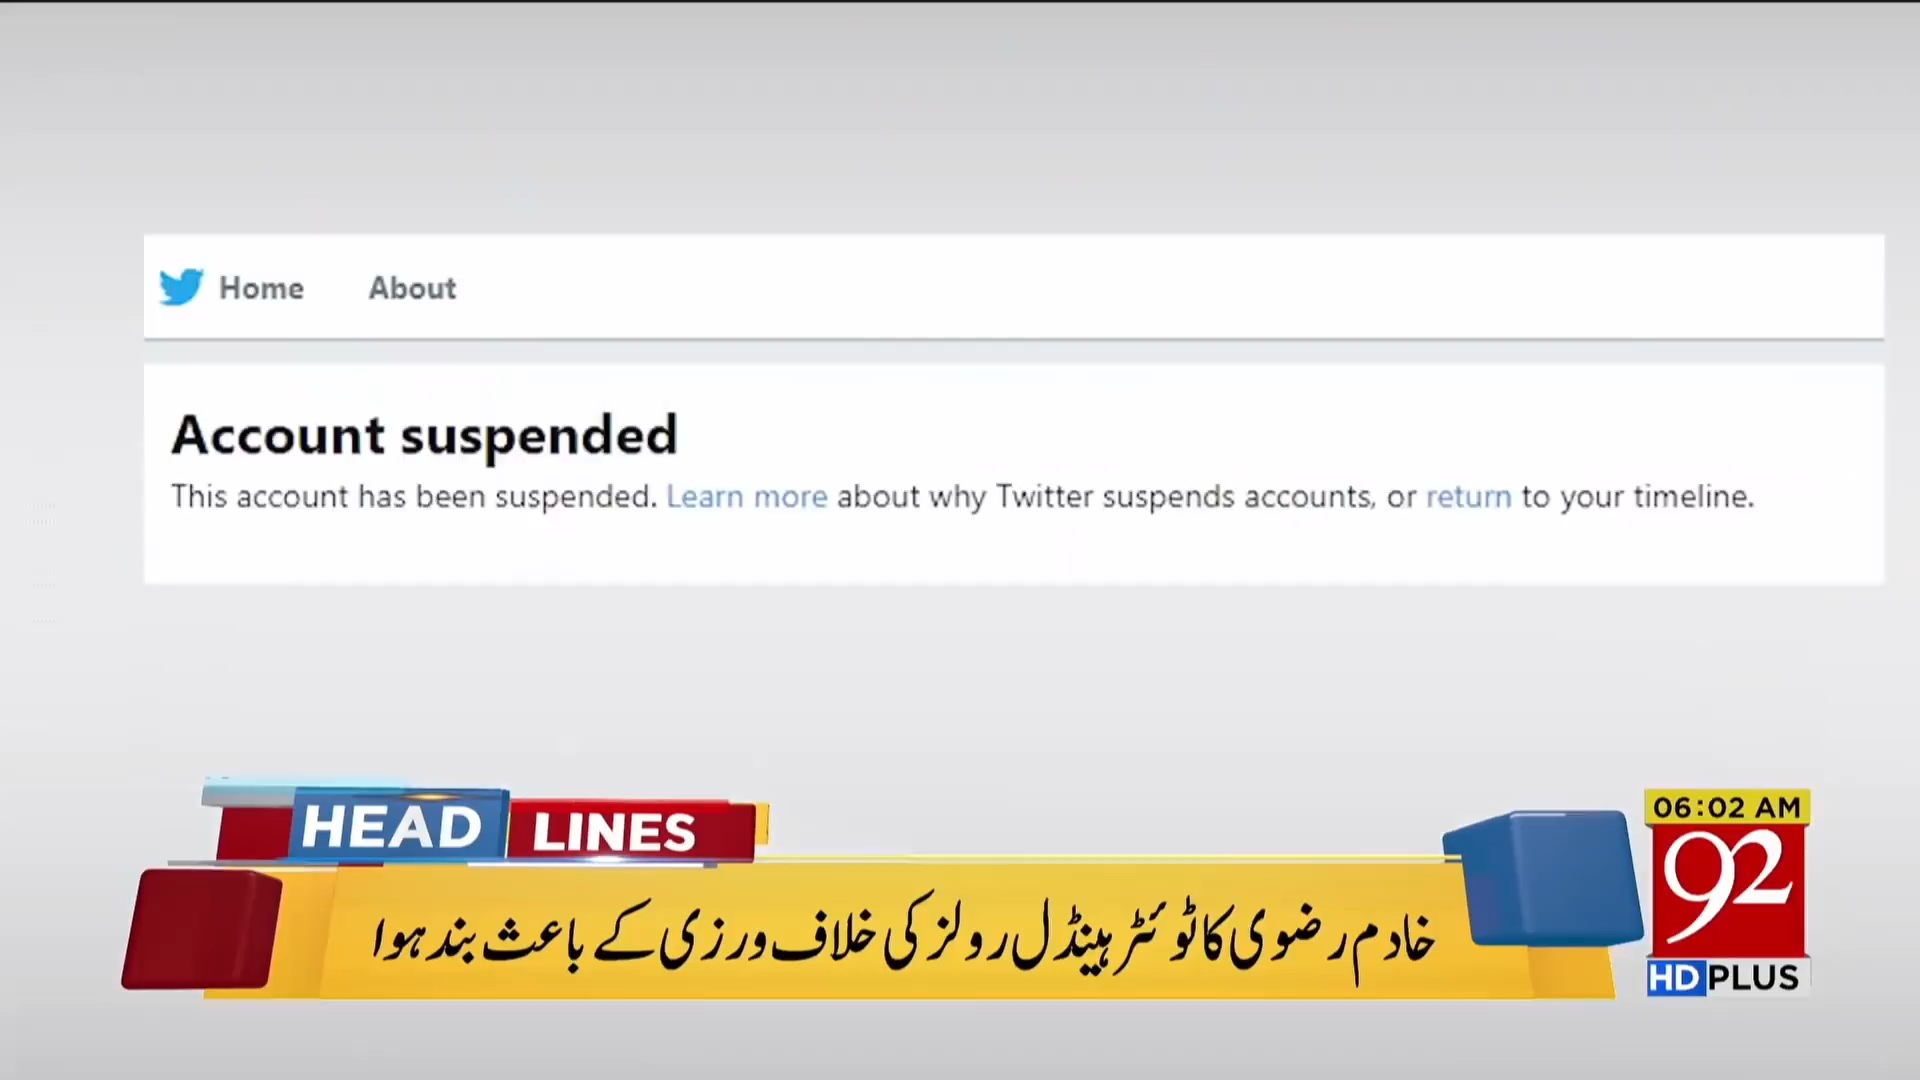 Home About
Account suspended
This account has been suspended. Learn more about why Twitter suspends accounts, or return to your timeline.
HEAD LINES
خادم رضوی کا ٹوئٹر ہینڈل رولز کی خلاف ورزی کے باعث بند ہوا
06:02 AM
92
HD PLUS